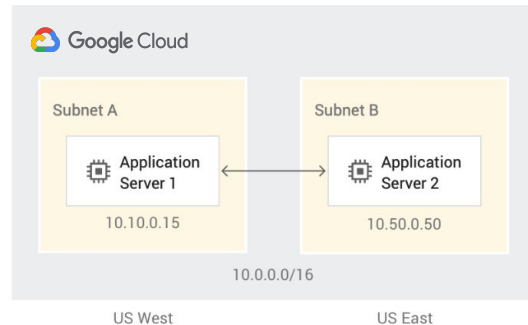 Google Cloud
Subnet A
Subnet B
Application
Server 1
Application
Server 2
10.10.0.15
10.50.0.50
10.0.0.0/16
US West
US East